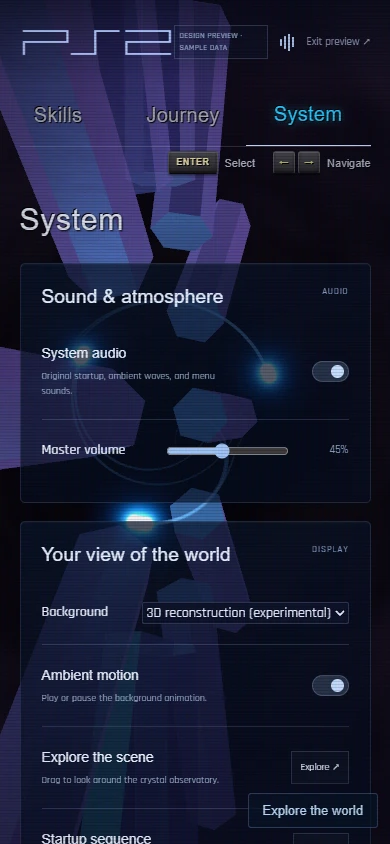 PS2
DESIGN PREVIEW ·
SAMPLE DATA
Exit preview ↗
Skills
Journey
System
ENTER Select ← → Navigate
System
Sound & atmosphere
AUDIO
System audio
Original startup, ambient waves, and menu
sounds.
Master volume
45%
Your view of the world
DISPLAY
Background
3D reconstruction (experimental)
Ambient motion
Play or pause the background animation.
Explore the scene
Drag to look around the crystal observatory.
Explore ↗
Explore the world
Startup sequence